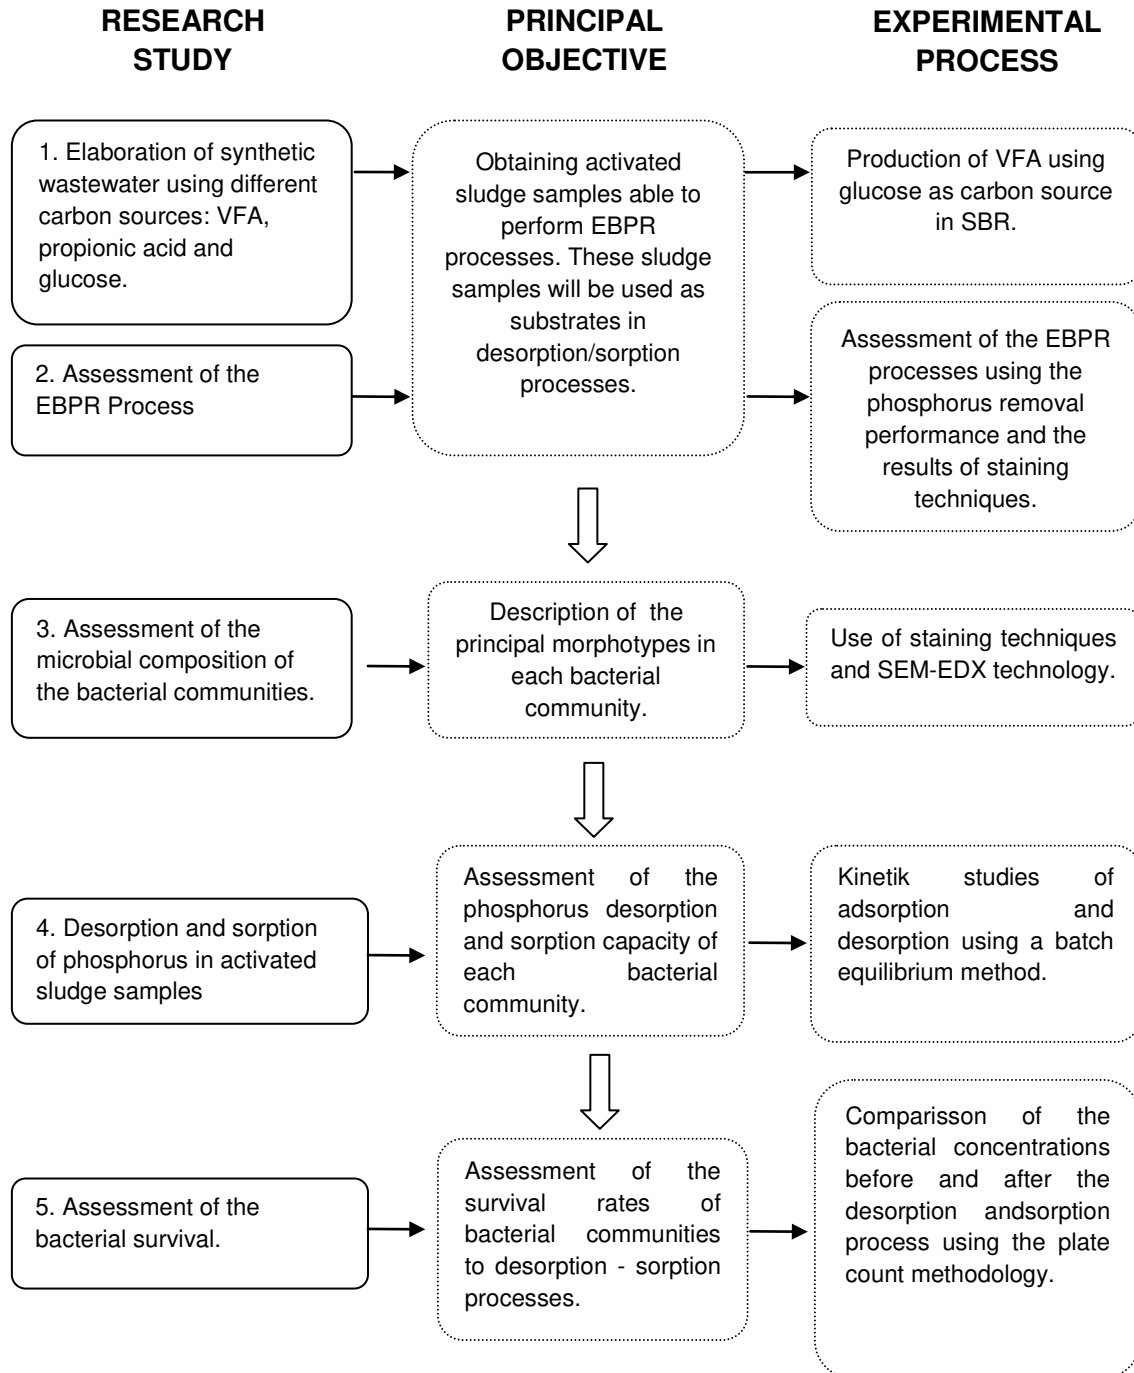 RESEARCH
STUDY
PRINCIPAL
OBJECTIVE
EXPERIMENTAL
PROCESS
1. Elaboration of synthetic
wastewater using different
carbon sources: VFA,
propionic acid and
glucose.
Obtaining activated
sludge samples able to
perform EBPR
processes. These sludge
samples will be used as
substrates in
desorption/sorption
processes.
Production of VFA using
glucose as carbon source
in SBR.
2. Assessment of the
EBPR Process
Assessment of the EBPR
processes using the
phosphorus removal
performance and the
results of staining
techniques.
3. Assessment of the
microbial composition of
the bacterial communities.
Description of the
principal morphotypes in
each bacterial
community.
Use of staining techniques
and SEM-EDX technology.
4. Desorption and sorption
of phosphorus in activated
sludge samples
Assessment of the
phosphorus desorption
and sorption capacity of
each bacterial
community.
Kinetik studies of
adsorption and
desorption using a batch
equilibrium method.
5. Assessment of the
bacterial survival.
Assessment of the
survival rates of
bacterial communities
to desorption - sorption
processes.
Comparisson of the
bacterial concentrations
before and after the
desorption andsorption
process using the plate
count methodology.